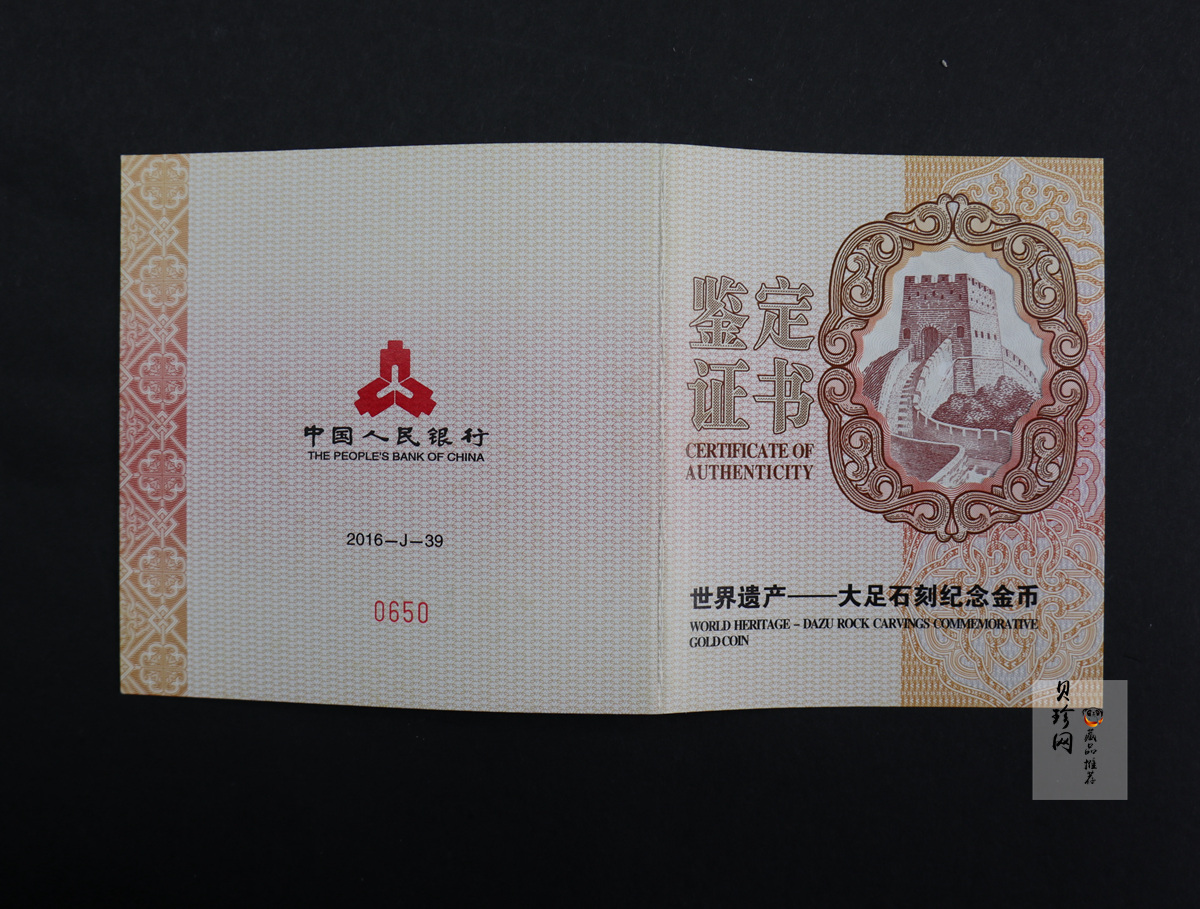 中国人民银行
THE PEOPLE'S BANK OF CHINA
2016—J—39
0650
鉴定
证书
CERTIFICATE OF
AUTHENTICITY
世界遗产——大足石刻纪念金币
WORLD HERITAGE – DAZU ROCK CARVINGS COMMEMORATIVE
GOLD COIN
贝珍网
藏品推荐